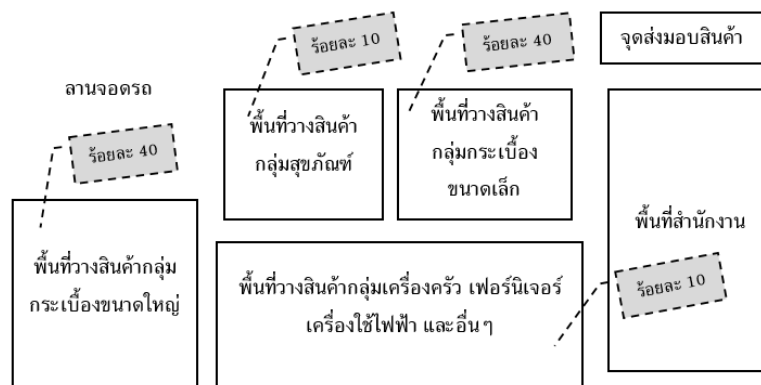 ร้อยละ 10
ร้อยละ 40
จุดส่งมอบสินค้า
ลานจอดรถ
ร้อยละ 40
พื้นที่วางสินค้า
กลุ่มสุขภัณฑ์
พื้นที่วางสินค้า
กลุ่มกระเบื้อง
ขนาดเล็ก
พื้นที่สำนักงาน
พื้นที่วางสินค้ากลุ่ม
กระเบื้องขนาดใหญ่
พื้นที่วางสินค้ากลุ่มเครื่องครัว เฟอร์นิเจอร์
เครื่องใช้ไฟฟ้า และอื่นๆ
ร้อยละ 10